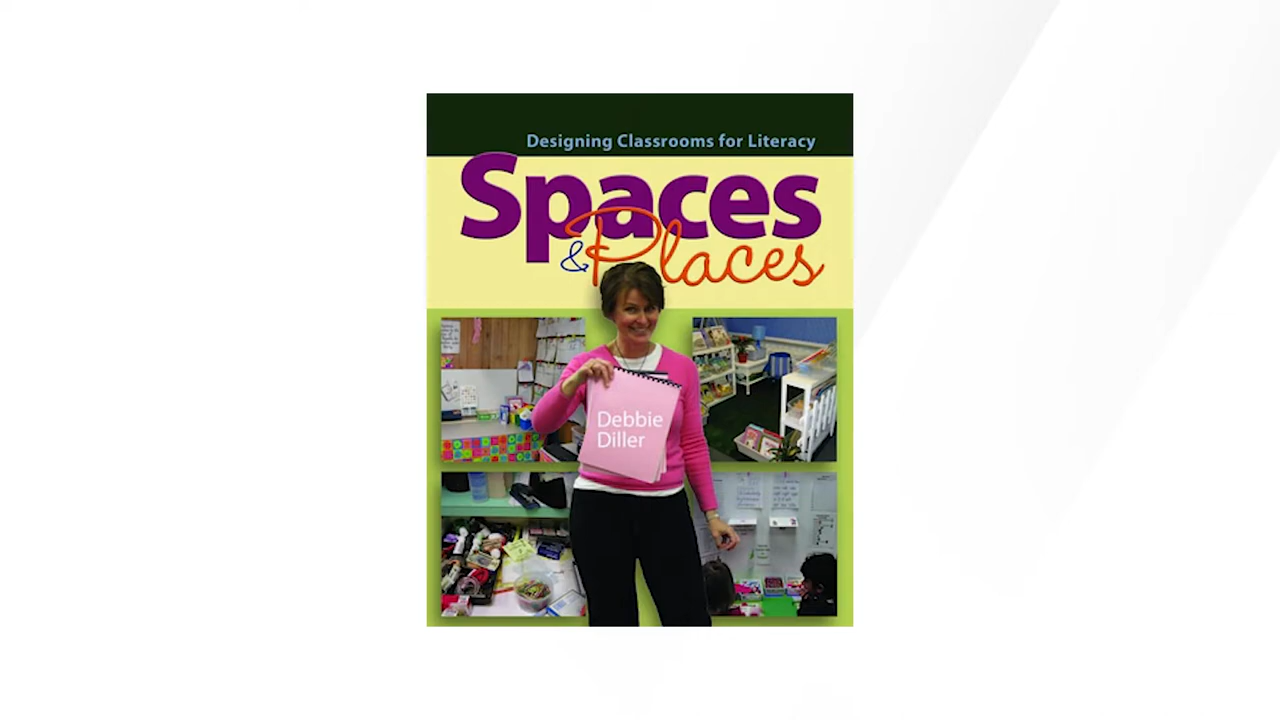 Designing Classrooms for Literacy
Spaces
& Places
Debbie
Diller